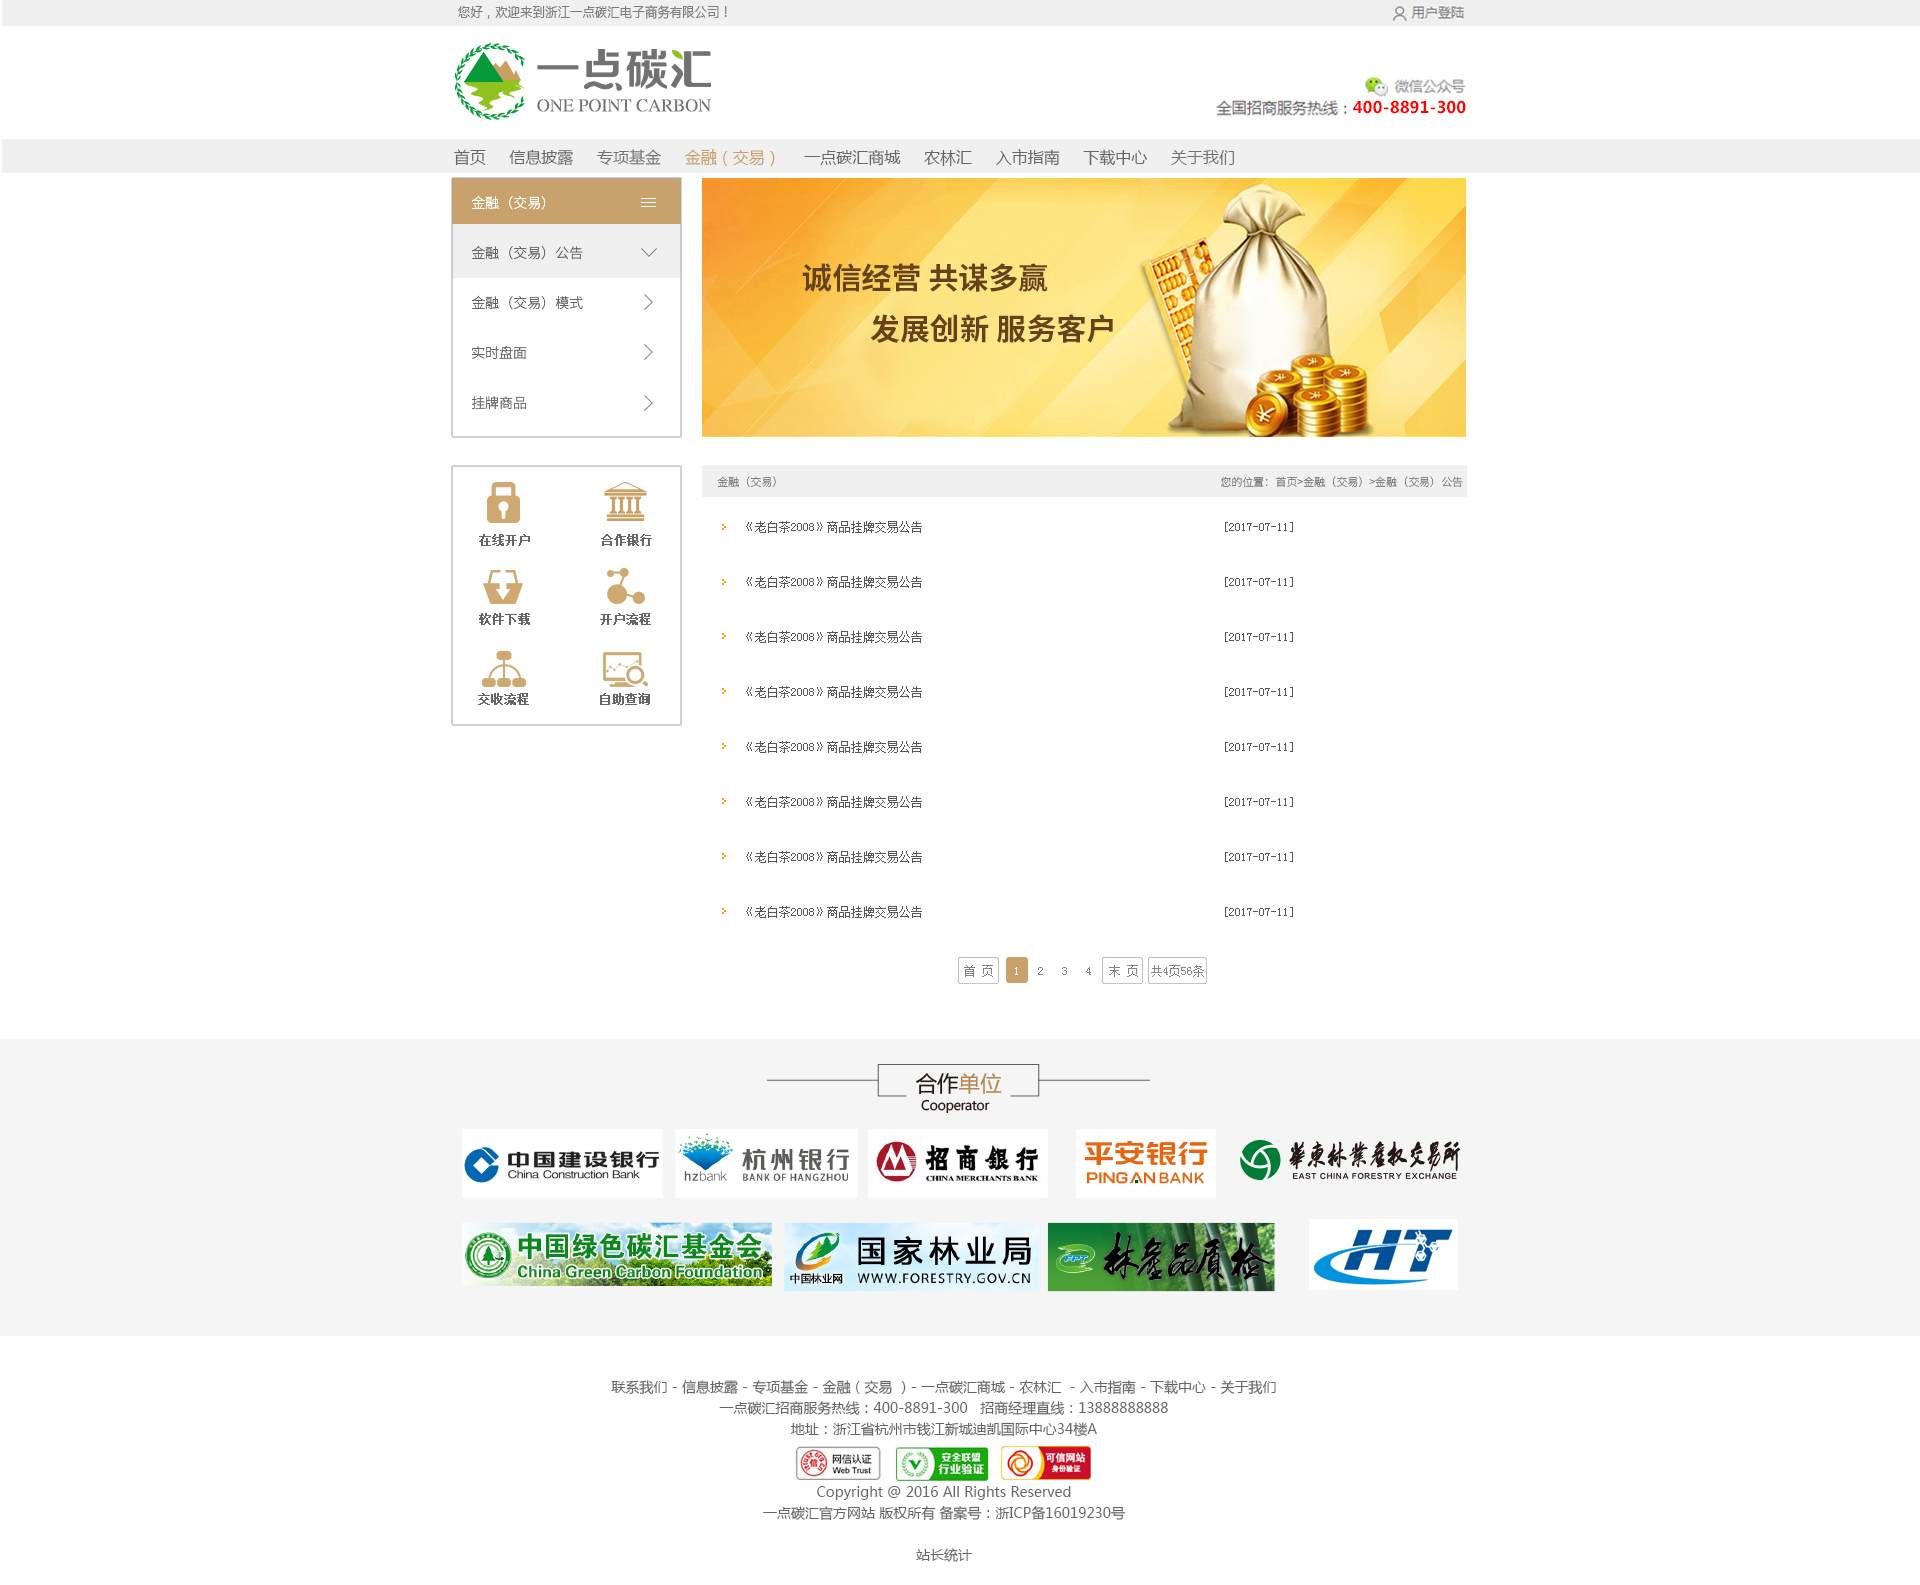 您好，欢迎来到浙江一点碳汇电子商务有限公司！
用户登陆
一点碳汇
ONE POINT CARBON
微信公众号
全国招商服务热线：400-8891-300
首页 信息披露 专项基金 金融（交易） 一点碳汇商城 农林汇 入市指南 下载中心 关于我们
金融（交易）
金融（交易）公告
金融（交易）模式
实时盘面
挂牌商品
诚信经营 共谋多赢
发展创新 服务客户
在线开户 合作银行
软件下载 开户流程
交收流程 自助查询
金融（交易） 您的位置：首页>金融（交易）>金融（交易）公告
《老白茶2008》商品挂牌交易公告 [2017-07-11]
《老白茶2008》商品挂牌交易公告 [2017-07-11]
《老白茶2008》商品挂牌交易公告 [2017-07-11]
《老白茶2008》商品挂牌交易公告 [2017-07-11]
《老白茶2008》商品挂牌交易公告 [2017-07-11]
《老白茶2008》商品挂牌交易公告 [2017-07-11]
《老白茶2008》商品挂牌交易公告 [2017-07-11]
《老白茶2008》商品挂牌交易公告 [2017-07-11]
首 页 1 2 3 4 末 页 共4页56条
合作单位
Cooperator
中国建设银行
China Construction Bank
hzbank
杭州银行
BANK OF HANGZHOU
招商银行
CHINA MERCHANTS BANK
平安银行
PING AN BANK
華东林業產权交易所
EAST CHINA FORESTRY EXCHANGE
中国绿色碳汇基金会
China Green Carbon Foundation
中国林业网
国家林业局
WWW.FORESTRY.GOV.CN
FPT
林產品质检
HT
联系我们 - 信息披露 - 专项基金 - 金融（交易 ）- 一点碳汇商城 - 农林汇 - 入市指南 - 下载中心 - 关于我们
一点碳汇招商服务热线：400-8891-300 招商经理直线：13888888888
地址：浙江省杭州市钱江新城迪凯国际中心34楼A
网信认证
Web Trust
安全联盟
行业验证
可信网站
身份验证
Copyright @ 2016 All Rights Reserved
一点碳汇官方网站 版权所有 备案号：浙ICP备16019230号
站长统计